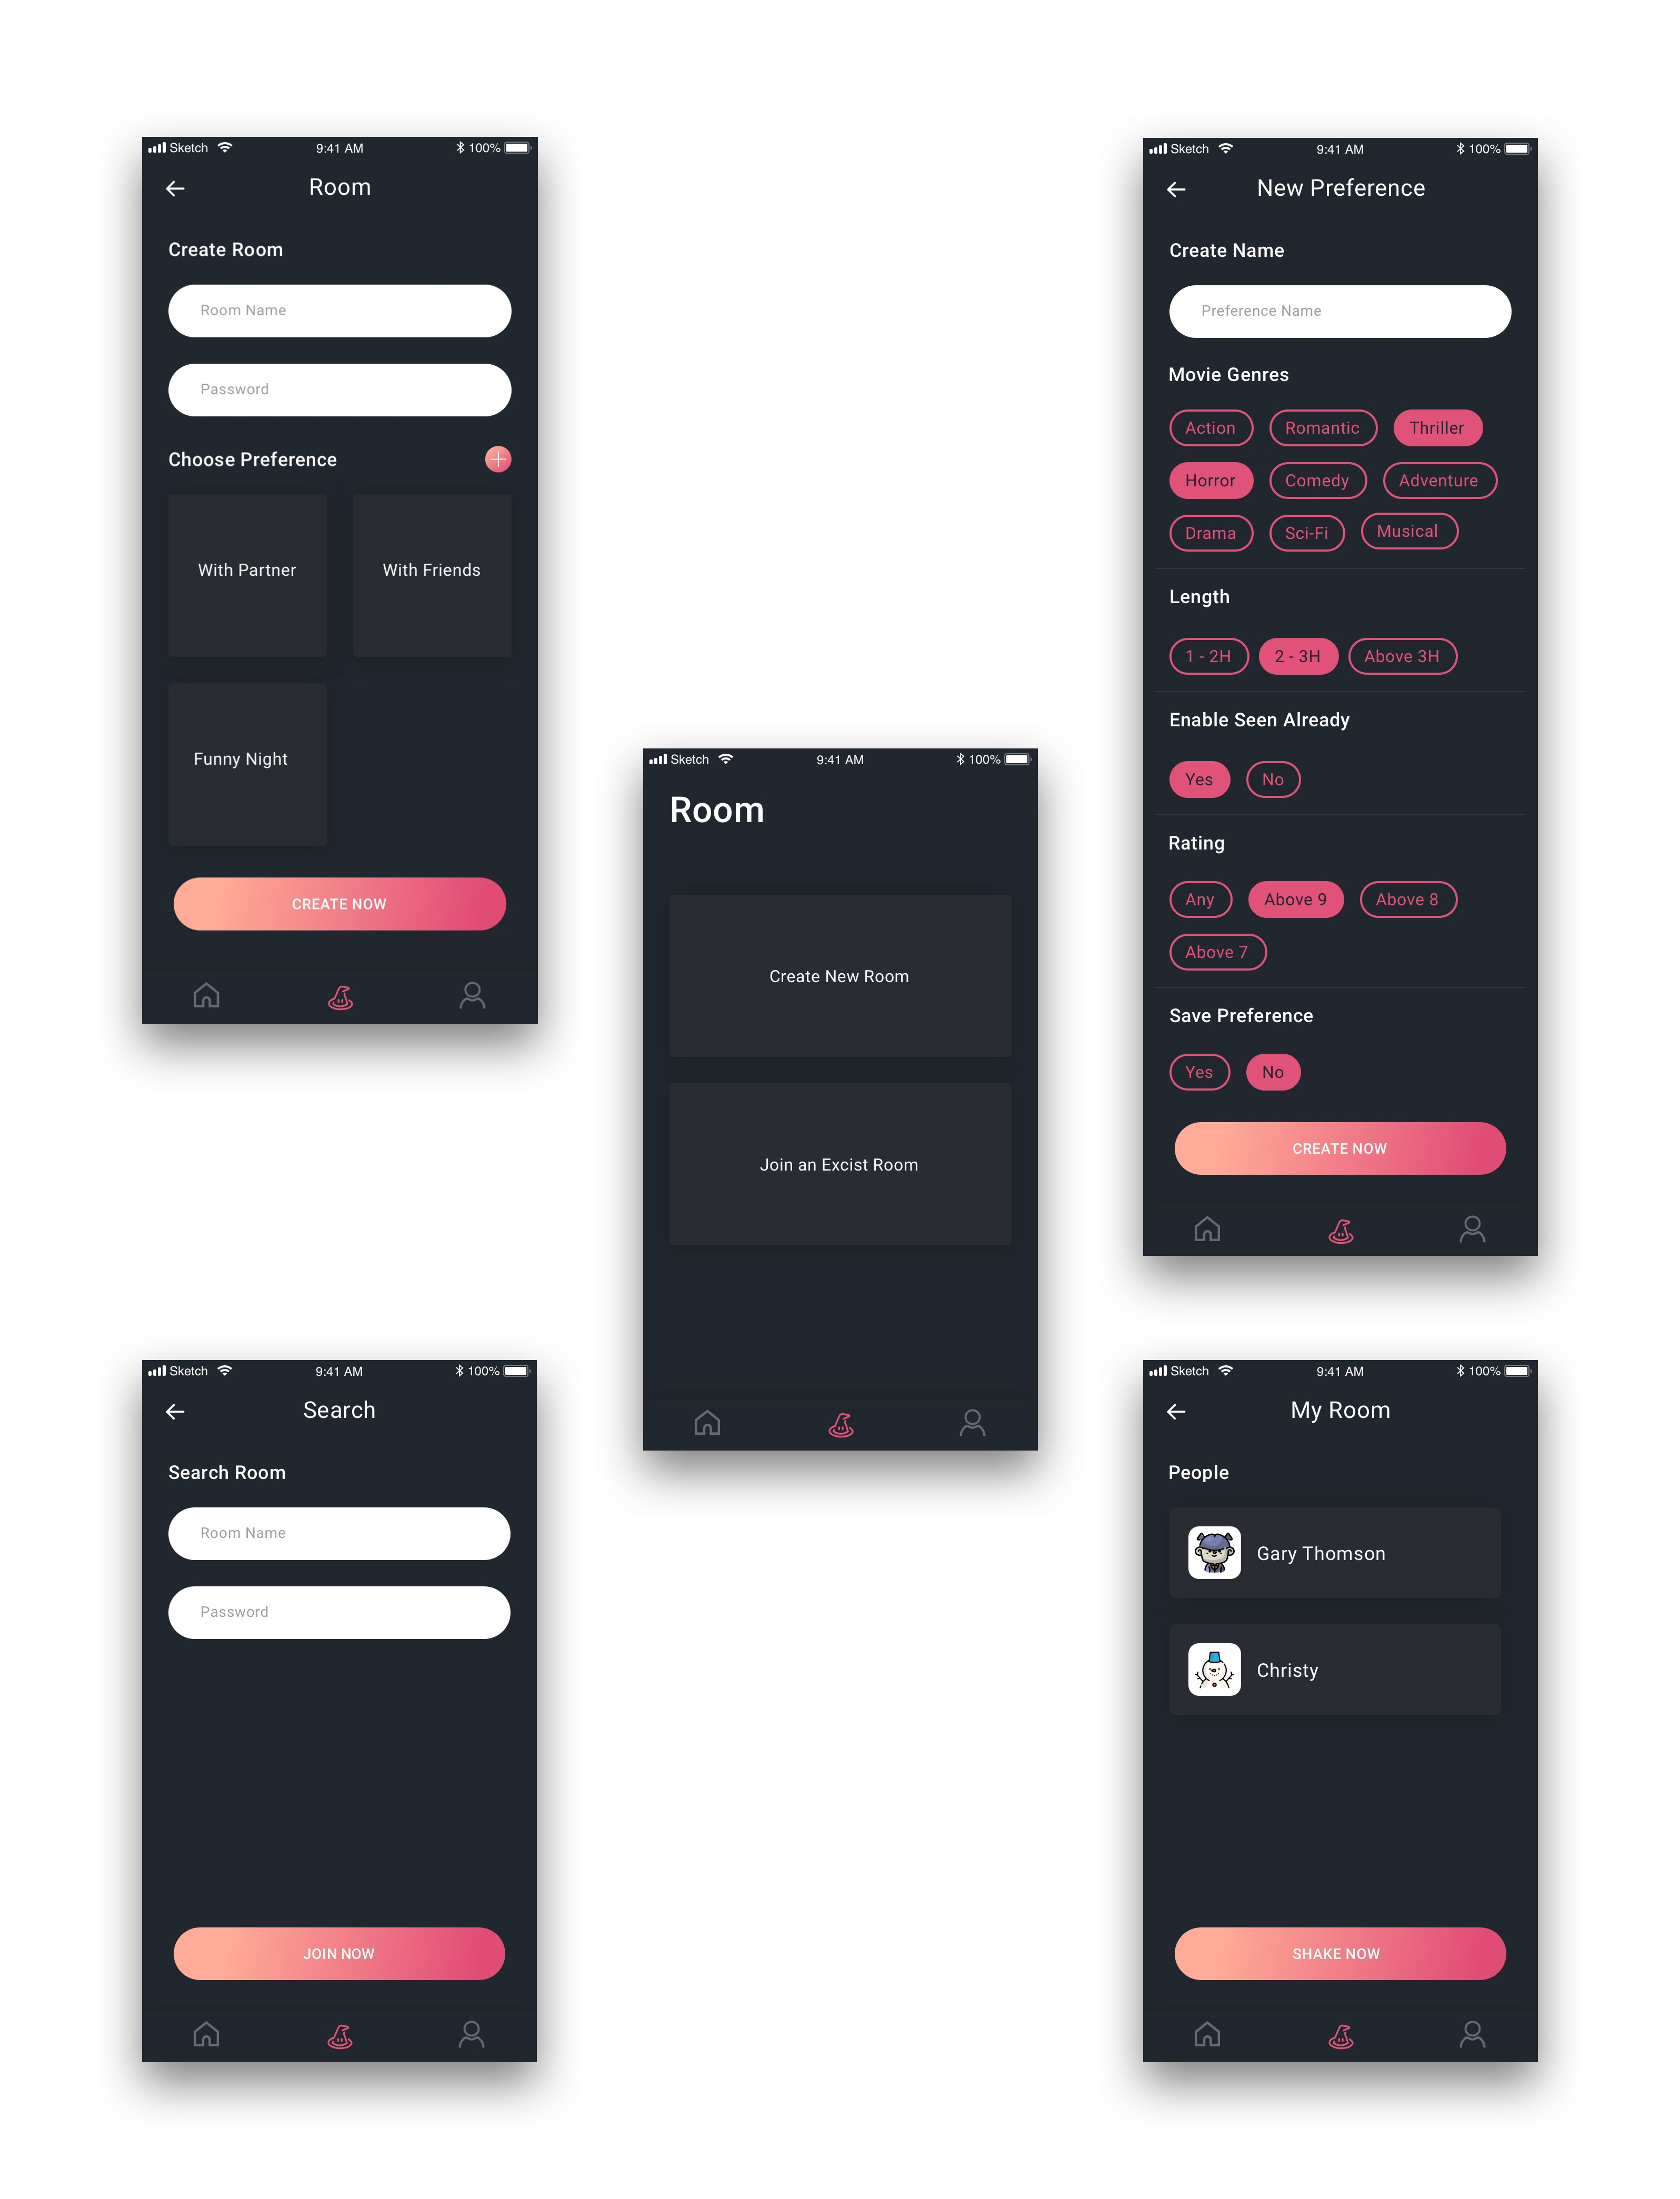 Sketch 9:41 AM 100%
Room
Create Room
Room Name
Password
Choose Preference
With Partner With Friends
Funny Night
CREATE NOW
Sketch 9:41 AM 100%
New Preference
Create Name
Preference Name
Movie Genres
Action Romantic Thriller
Horror Comedy Adventure
Drama Sci-Fi Musical
Length
1 - 2H 2 - 3H Above 3H
Enable Seen Already
Yes No
Rating
Any Above 9 Above 8
Above 7
Save Preference
Yes No
CREATE NOW
Sketch 9:41 AM 100%
Room
Create New Room
Join an Excist Room
Sketch 9:41 AM 100%
Search
Search Room
Room Name
Password
JOIN NOW
Sketch 9:41 AM 100%
My Room
People
Gary Thomson
Christy
SHAKE NOW